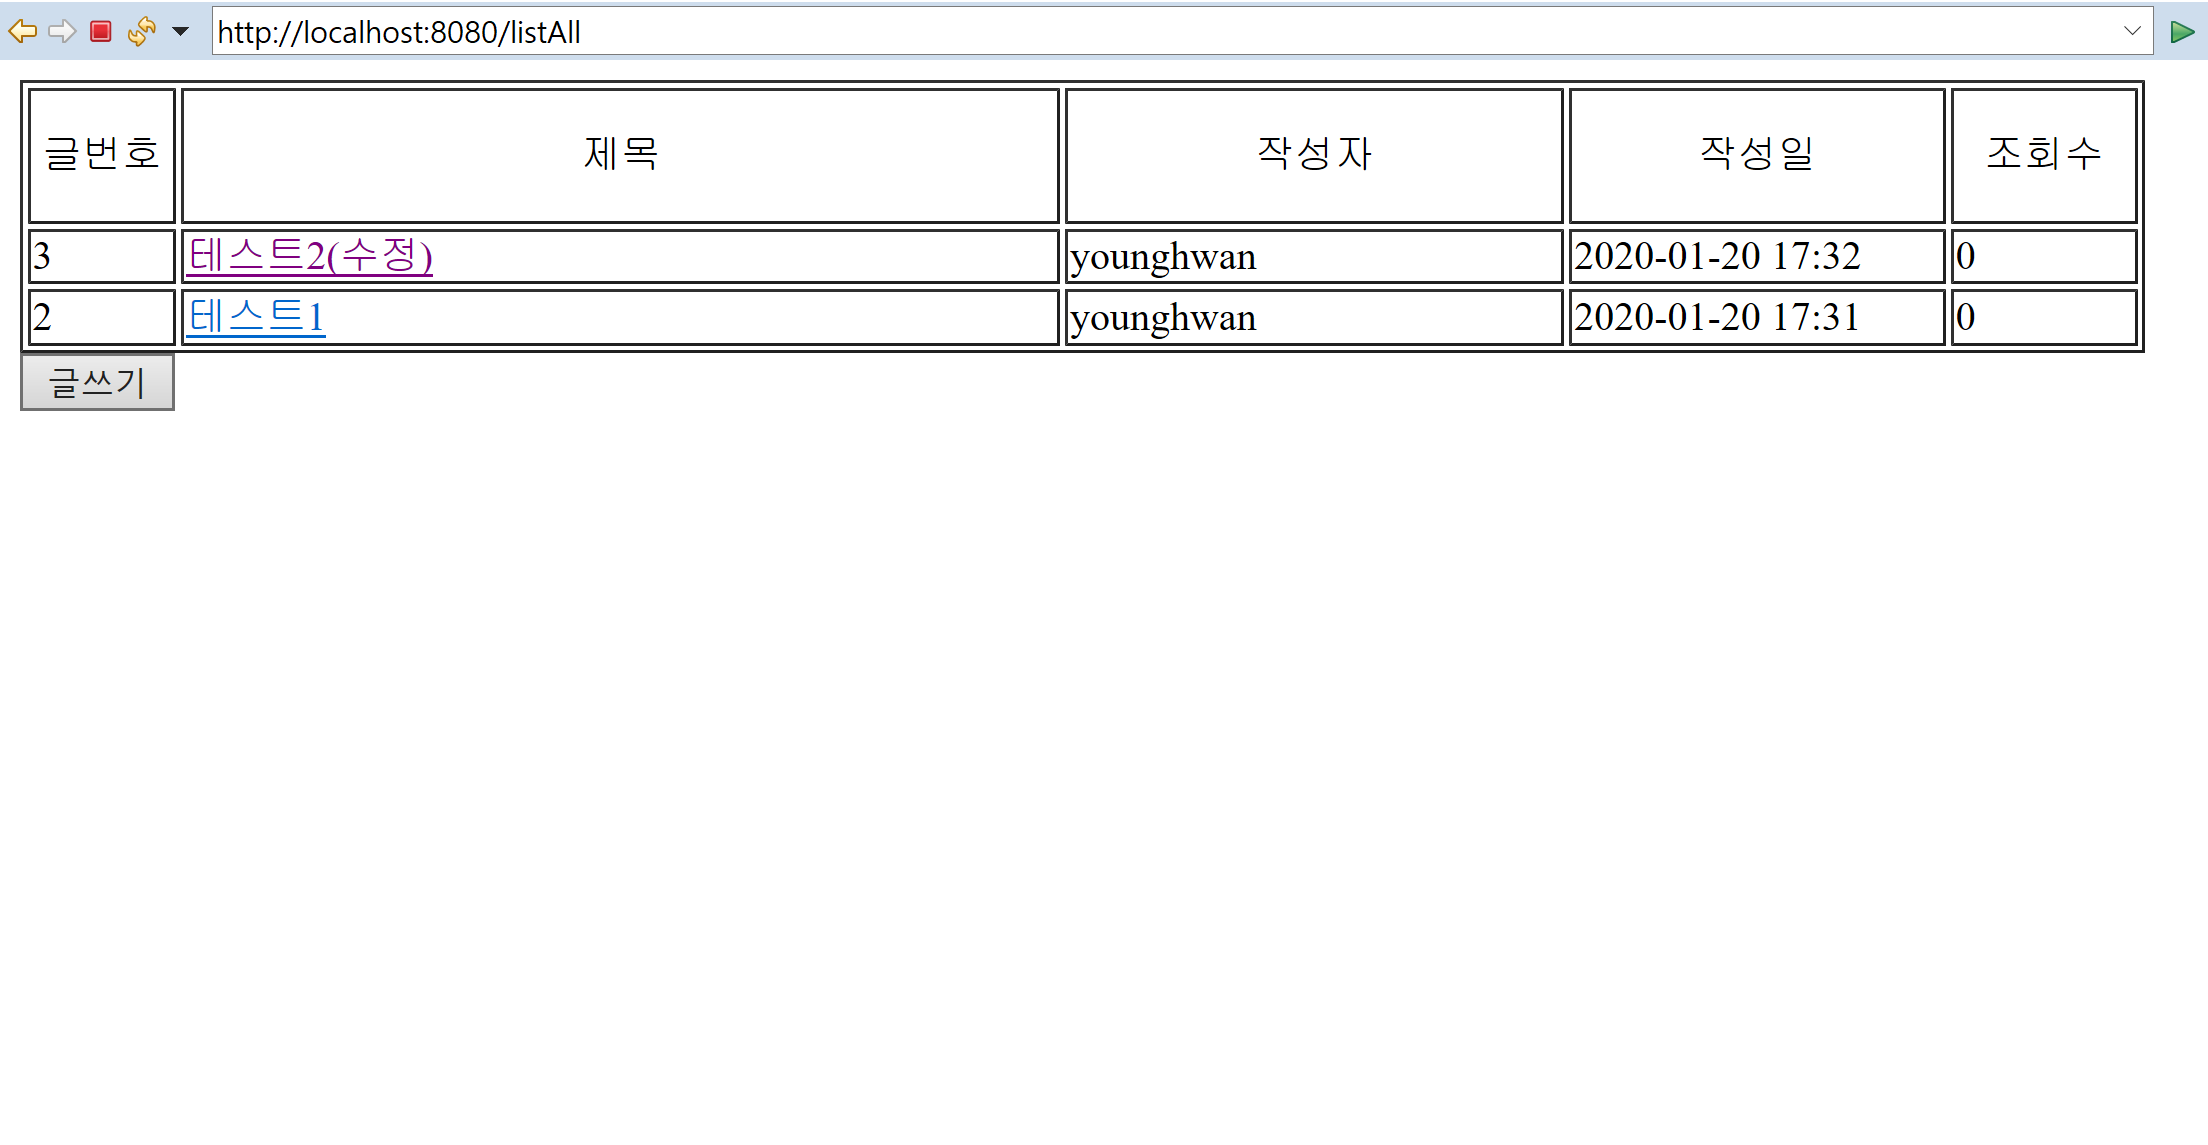 http://localhost:8080/listAll
글번호 제목 작성자 작성일 조회수
3 테스트2(수정) younghwan 2020-01-20 17:32 0
2 테스트1 younghwan 2020-01-20 17:31 0
글쓰기